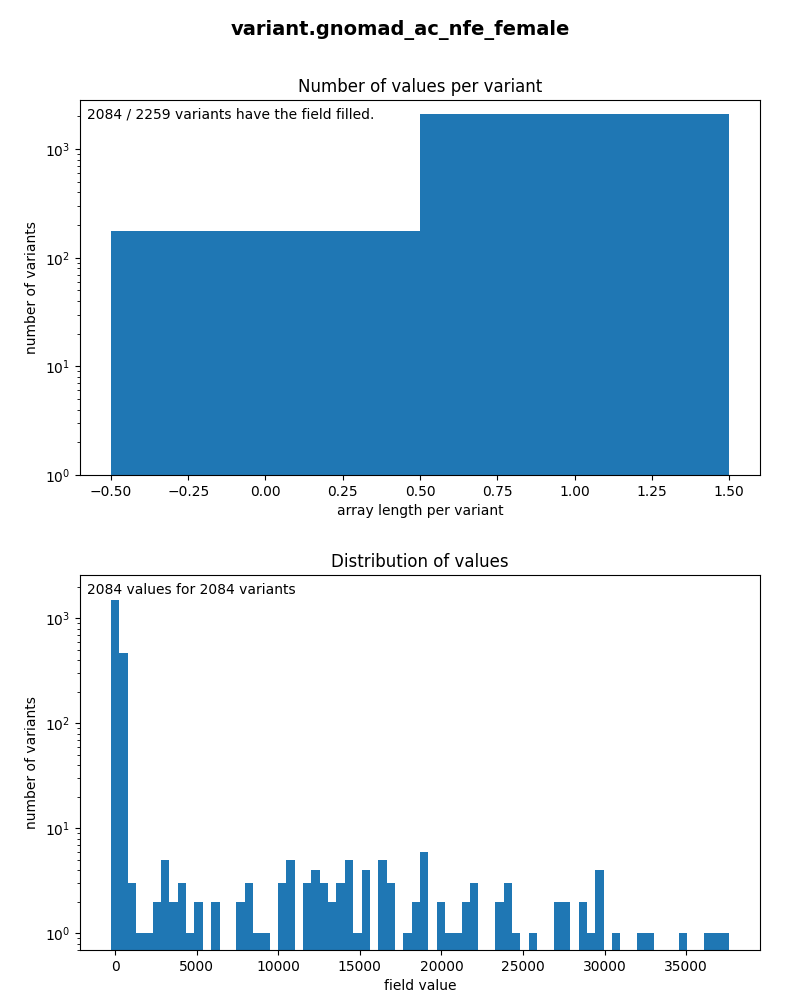 variant.gnomad_ac_nfe_female
Number of values per variant
2084 / 2259 variants have the field filled.
10³
10²
10¹
10⁰
number of variants
−0.50 −0.25 0.00 0.25 0.50 0.75 1.00 1.25 1.50
array length per variant
Distribution of values
2084 values for 2084 variants
10³
10²
10¹
10⁰
number of variants
0 5000 10000 15000 20000 25000 30000 35000
field value